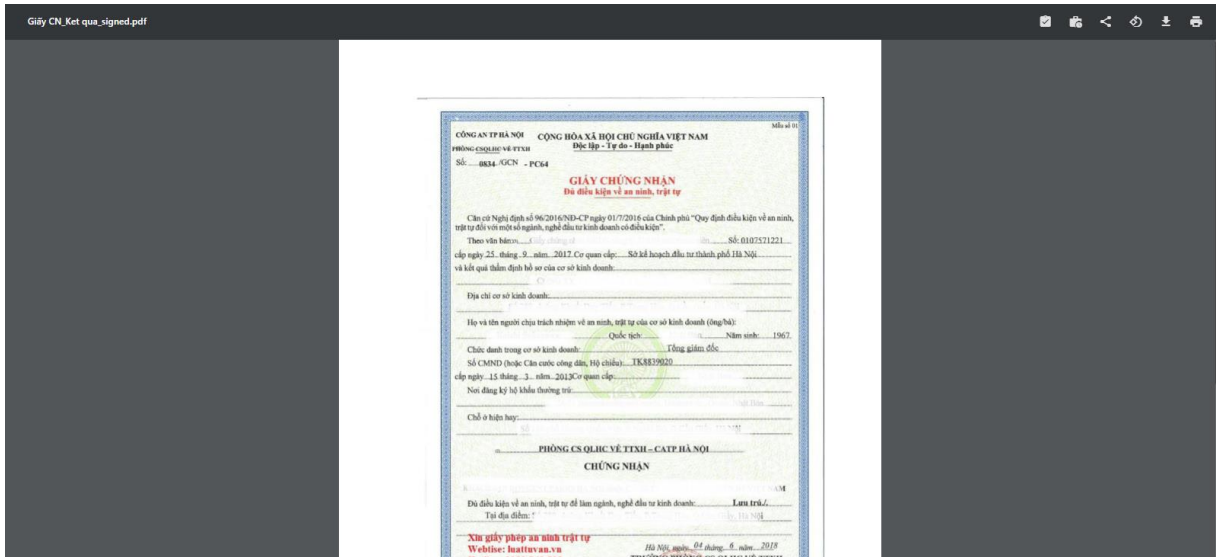 Giấy CN_Ket qua_signed.pdf
Mẫu số 01
CÔNG AN TP HÀ NỘI
CỘNG HÒA XÃ HỘI CHỦ NGHĨA VIỆT NAM
PHÒNG CSQLHC VỀ TTXH
Độc lập - Tự do - Hạnh phúc
Số: 0834 /GCN - PC64
GIẤY CHỨNG NHẬN
Đủ điều kiện về an ninh, trật tự
Căn cứ Nghị định số 96/2016/NĐ-CP ngày 01/7/2016 của Chính phủ “Quy định điều kiện về an ninh,
trật tự đối với một số ngành, nghề đầu tư kinh doanh có điều kiện”.
Theo văn bản: Số: 0107571221
cấp ngày 25 tháng 9 năm 2017 Cơ quan cấp: Sở kế hoạch đầu tư thành phố Hà Nội
và kết quả thẩm định hồ sơ của cơ sở kinh doanh:
Địa chỉ cơ sở kinh doanh:
Họ và tên người chịu trách nhiệm về an ninh, trật tự của cơ sở kinh doanh (ông/bà):
Quốc tịch: Năm sinh: 1967
Chức danh trong cơ sở kinh doanh: Tổng giám đốc
Số CMND (hoặc Căn cước công dân, Hộ chiếu): TK8839020
cấp ngày 15 tháng 3 năm 2013 Cơ quan cấp:
Nơi đăng ký hộ khẩu thường trú:
Chỗ ở hiện nay:
PHÒNG CS QLHC VỀ TTXH – CATP HÀ NỘI
CHỨNG NHẬN
Đủ điều kiện về an ninh, trật tự để làm ngành, nghề đầu tư kinh doanh: Lưu trú./.
Tại địa điểm:
Xin giấy phép an ninh trật tự
Webtise: luattuvan.vn
Hà Nội, ngày 04 tháng 6 năm 2018